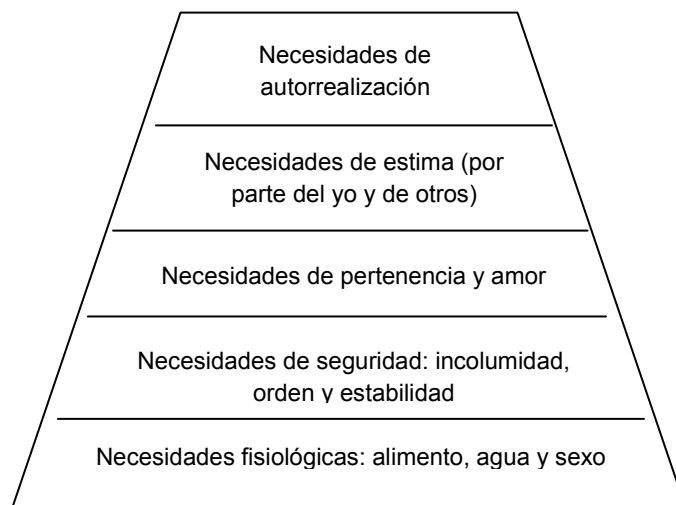 Necesidades de
autorrealización
Necesidades de estima (por
parte del yo y de otros)
Necesidades de pertenencia y amor
Necesidades de seguridad: incolumidad,
orden y estabilidad
Necesidades fisiológicas: alimento, agua y sexo